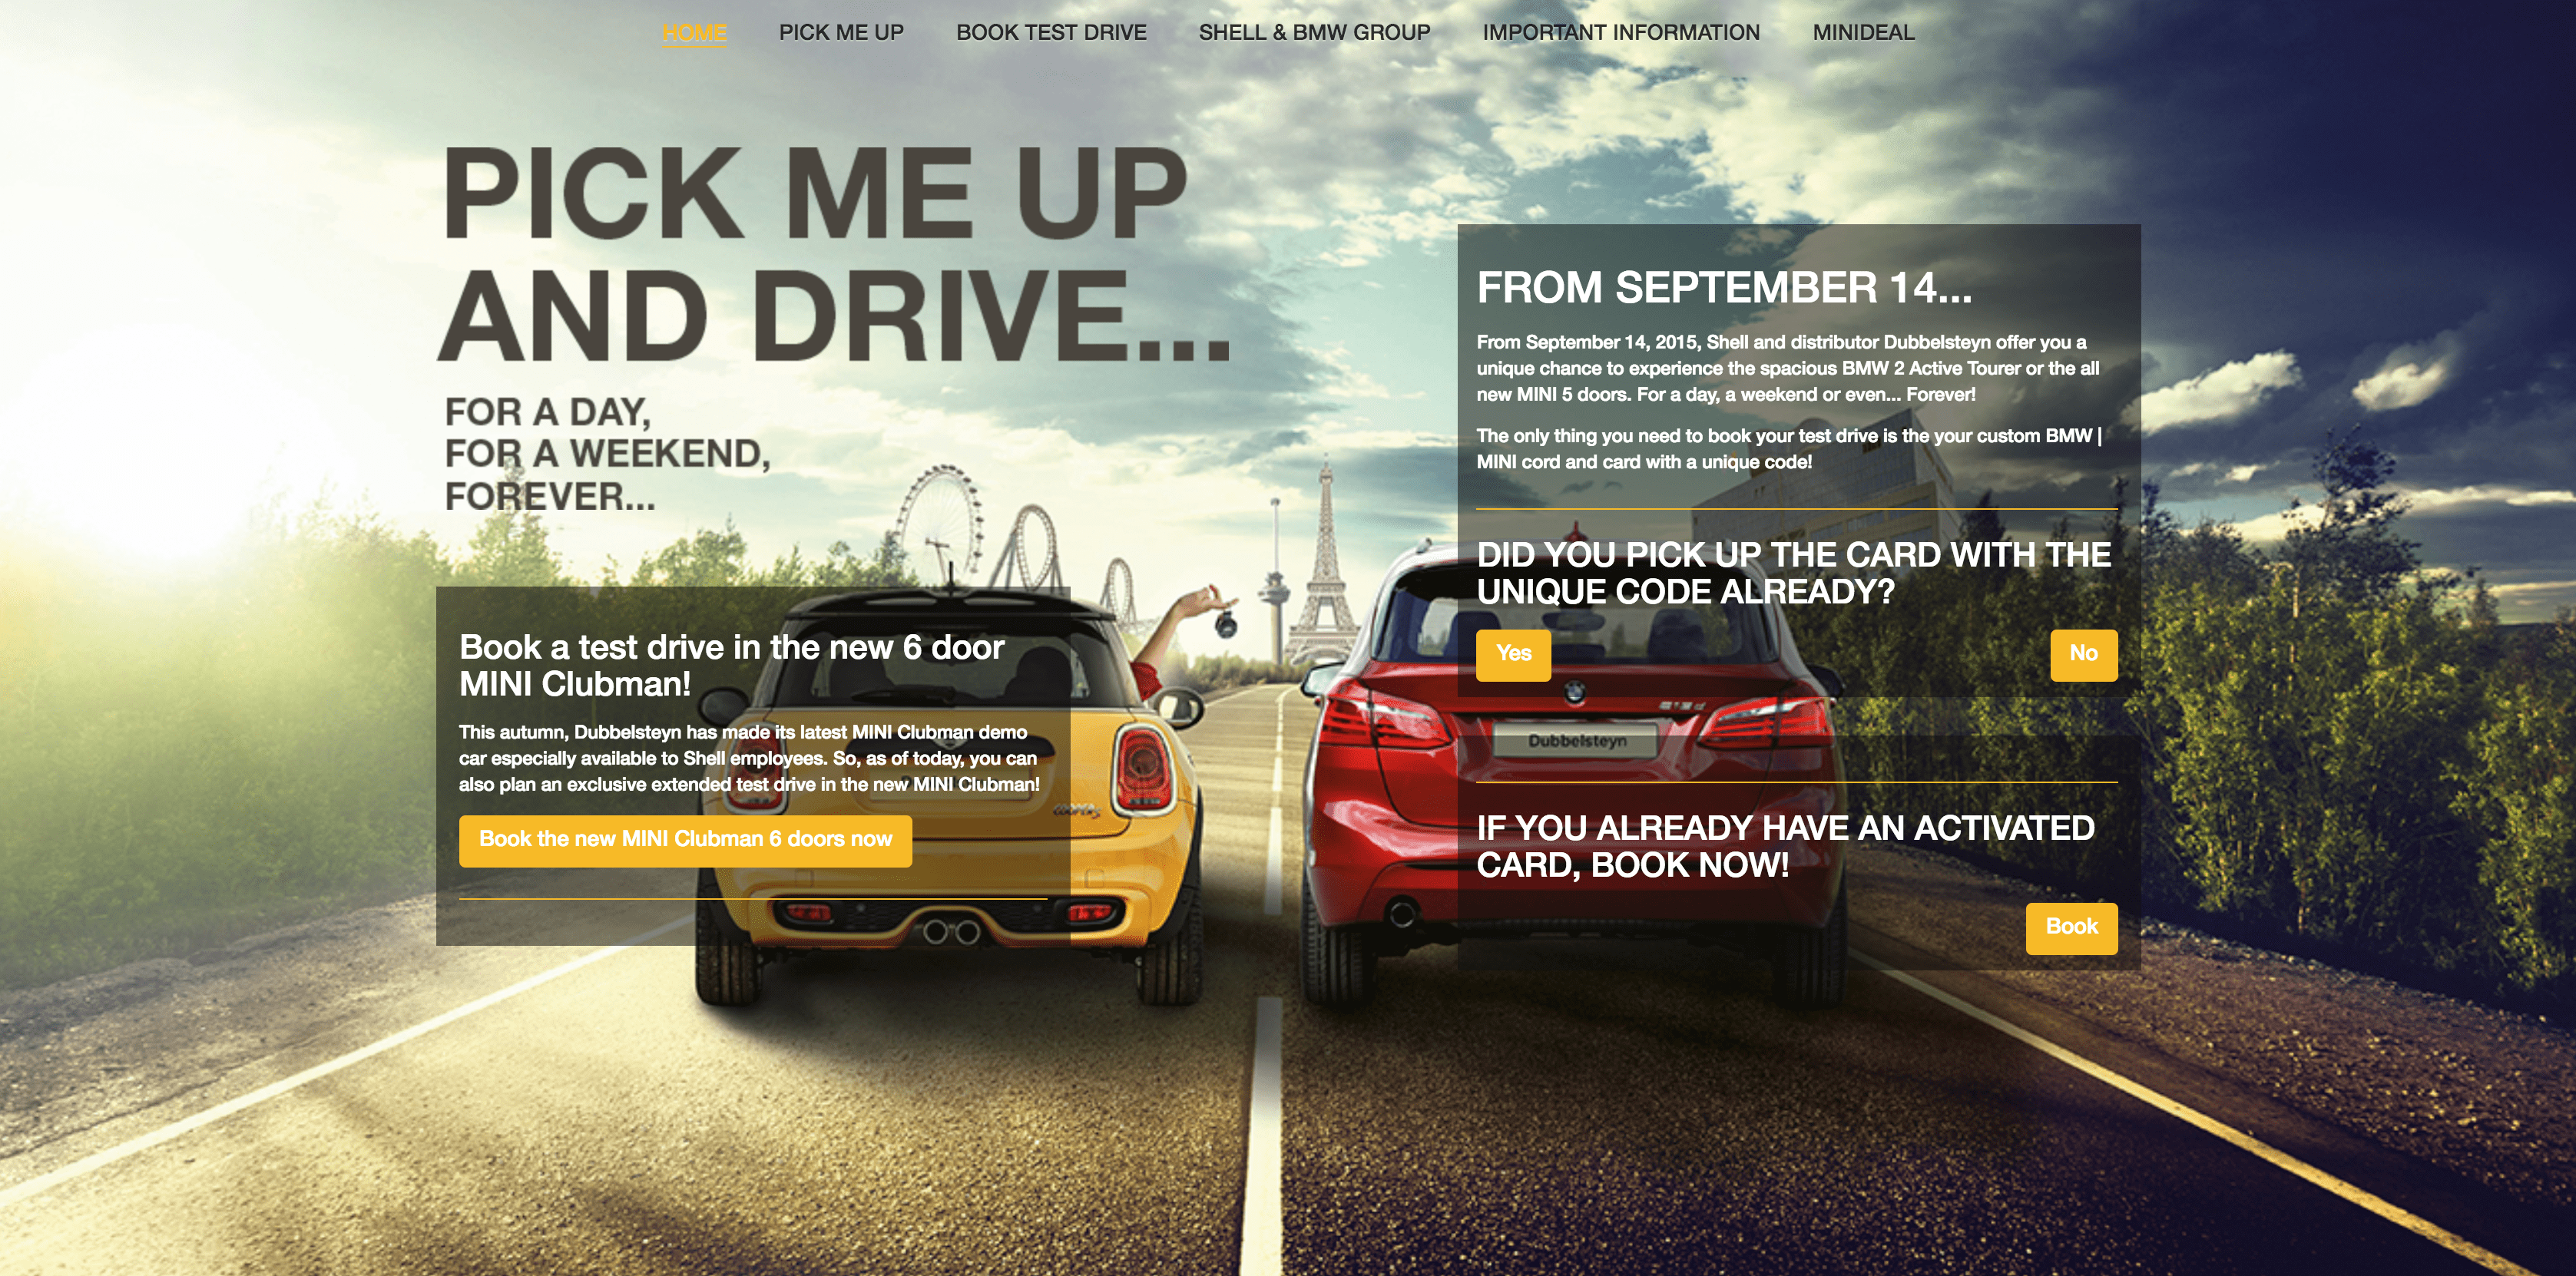 HOME
PICK ME UP
BOOK TEST DRIVE
SHELL & BMW GROUP
IMPORTANT INFORMATION
MINIDEAL
PICK ME UP
AND DRIVE...
FOR A DAY,
FOR A WEEKEND,
FOREVER...
Book a test drive in the new 6 door
MINI Clubman!
This autumn, Dubbelsteyn has made its latest MINI Clubman demo
car especially available to Shell employees. So, as of today, you can
also plan an exclusive extended test drive in the new MINI Clubman!
COOPER S
Book the new MINI Clubman 6 doors now
FROM SEPTEMBER 14...
From September 14, 2015, Shell and distributor Dubbelsteyn offer you a
unique chance to experience the spacious BMW 2 Active Tourer or the all
new MINI 5 doors. For a day, a weekend or even... Forever!
The only thing you need to book your test drive is the your custom BMW |
MINI cord and card with a unique code!
DID YOU PICK UP THE CARD WITH THE
UNIQUE CODE ALREADY?
Yes
No
Dubbelsteyn
IF YOU ALREADY HAVE AN ACTIVATED
CARD, BOOK NOW!
Book